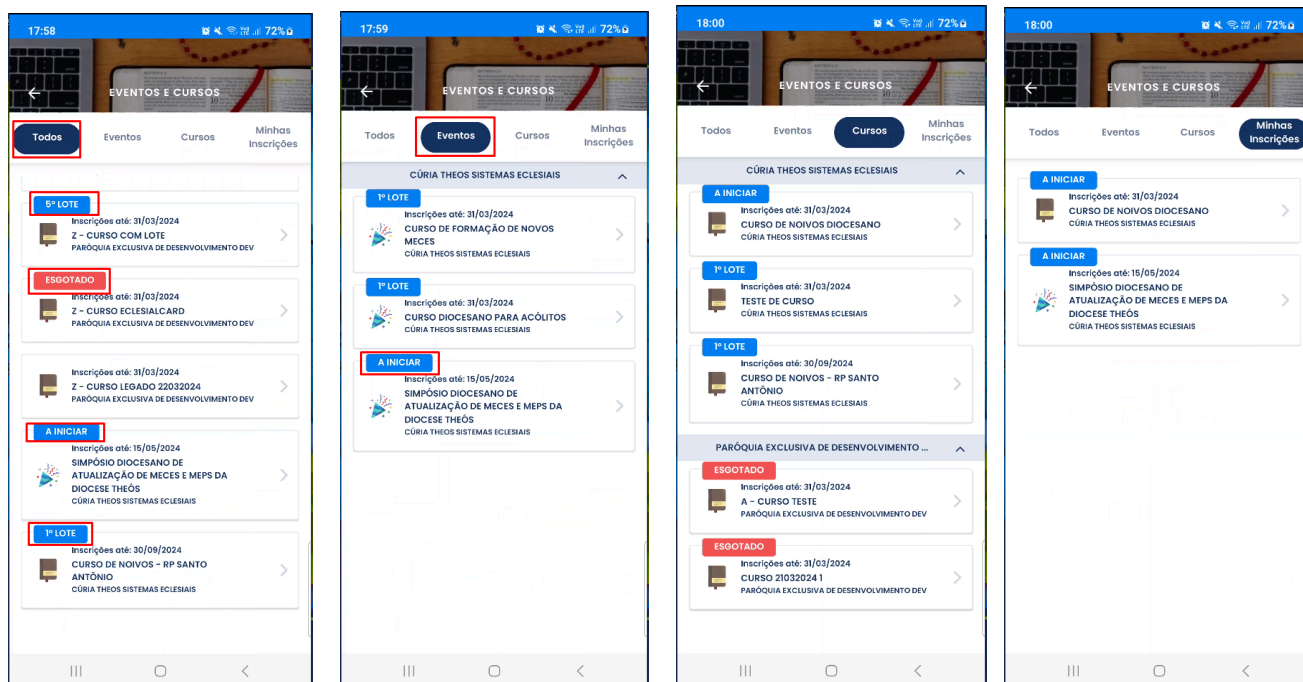 17:58
72%
EVENTOS E CURSOS
Todos
Eventos
Cursos
Minhas
Inscrições
5º LOTE
Inscrições até: 31/03/2024
Z - CURSO COM LOTE
PARÓQUIA EXCLUSIVA DE DESENVOLVIMENTO DEV
ESGOTADO
Inscrições até: 31/03/2024
Z - CURSO ECLESIALCARD
PARÓQUIA EXCLUSIVA DE DESENVOLVIMENTO DEV
Inscrições até: 31/03/2024
Z - CURSO LEGADO 22032024
PARÓQUIA EXCLUSIVA DE DESENVOLVIMENTO DEV
A INICIAR
Inscrições até: 15/05/2024
SIMPÓSIO DIOCESANO DE
ATUALIZAÇÃO DE MECES E MEPS DA
DIOCESE THEÓS
CÚRIA THEOS SISTEMAS ECLESIAIS
1º LOTE
Inscrições até: 30/09/2024
CURSO DE NOIVOS - RP SANTO
ANTÔNIO
CÚRIA THEOS SISTEMAS ECLESIAIS
17:59
72%
EVENTOS E CURSOS
Todos
Eventos
Cursos
Minhas
Inscrições
CÚRIA THEOS SISTEMAS ECLESIAIS
1º LOTE
Inscrições até: 31/03/2024
CURSO DE FORMAÇÃO DE NOVOS
MECES
CÚRIA THEOS SISTEMAS ECLESIAIS
1º LOTE
Inscrições até: 31/03/2024
CURSO DIOCESANO PARA ACÓLITOS
CÚRIA THEOS SISTEMAS ECLESIAIS
A INICIAR
Inscrições até: 15/05/2024
SIMPÓSIO DIOCESANO DE
ATUALIZAÇÃO DE MECES E MEPS DA
DIOCESE THEÓS
CÚRIA THEOS SISTEMAS ECLESIAIS
18:00
72%
EVENTOS E CURSOS
Todos
Eventos
Cursos
Minhas
Inscrições
CÚRIA THEOS SISTEMAS ECLESIAIS
A INICIAR
Inscrições até: 31/03/2024
CURSO DE NOIVOS DIOCESANO
CÚRIA THEOS SISTEMAS ECLESIAIS
1º LOTE
Inscrições até: 31/03/2024
TESTE DE CURSO
CÚRIA THEOS SISTEMAS ECLESIAIS
1º LOTE
Inscrições até: 30/09/2024
CURSO DE NOIVOS - RP SANTO
ANTÔNIO
CÚRIA THEOS SISTEMAS ECLESIAIS
PARÓQUIA EXCLUSIVA DE DESENVOLVIMENTO ...
ESGOTADO
Inscrições até: 31/03/2024
A - CURSO TESTE
PARÓQUIA EXCLUSIVA DE DESENVOLVIMENTO DEV
ESGOTADO
Inscrições até: 31/03/2024
CURSO 21032024 1
PARÓQUIA EXCLUSIVA DE DESENVOLVIMENTO DEV
18:00
72%
EVENTOS E CURSOS
Todos
Eventos
Cursos
Minhas
Inscrições
A INICIAR
Inscrições até: 31/03/2024
CURSO DE NOIVOS DIOCESANO
CÚRIA THEOS SISTEMAS ECLESIAIS
A INICIAR
Inscrições até: 15/05/2024
SIMPÓSIO DIOCESANO DE
ATUALIZAÇÃO DE MECES E MEPS DA
DIOCESE THEÓS
CÚRIA THEOS SISTEMAS ECLESIAIS